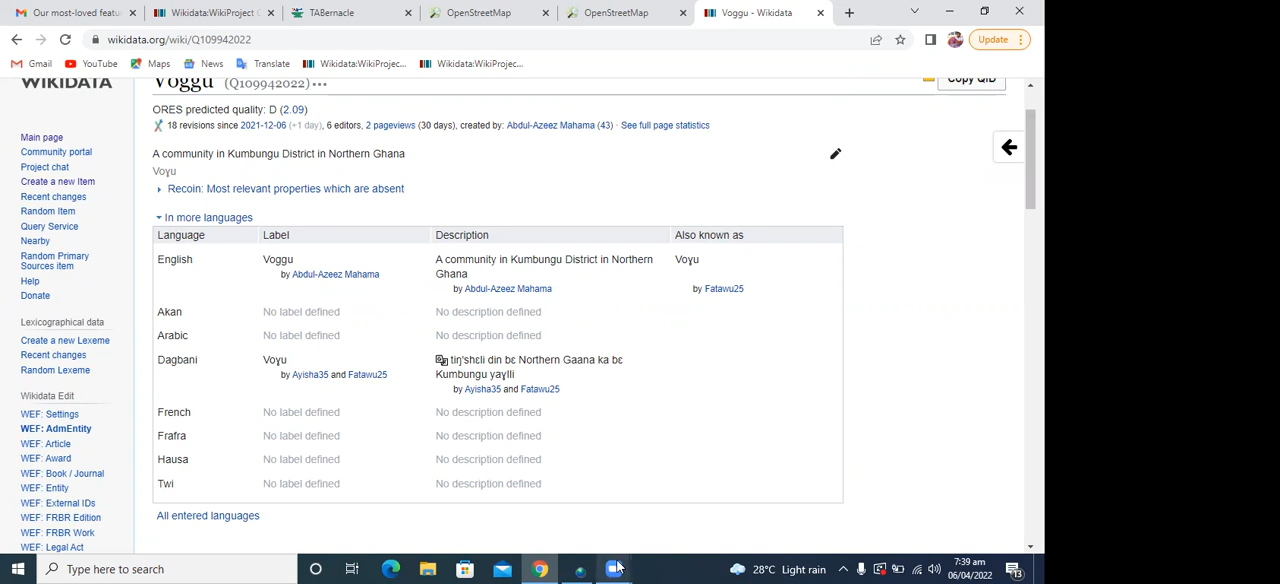 Our most-loved featu
Wikidata:WikiProject G
TABernacle
OpenStreetMap
OpenStreetMap
Voggu - Wikidata
wikidata.org/wiki/Q109942022
Update
Gmail
YouTube
Maps
News
Translate
Wikidata:WikiProjec...
Wikidata:WikiProjec...
WIKIDATA
Voggu (Q109942022)
Copy QID
ORES predicted quality: D (2.09)
18 revisions since 2021-12-06 (+1 day), 6 editors, 2 pageviews (30 days), created by: Abdul-Azeez Mahama (43) · See full page statistics
A community in Kumbungu District in Northern Ghana
Voɣu
Recoin: Most relevant properties which are absent
In more languages
Language Label Description Also known as
English Voggu A community in Kumbungu District in Northern Voɣu
Ghana
by Abdul-Azeez Mahama
by Abdul-Azeez Mahama by Fatawu25
Akan No label defined No description defined
Arabic No label defined No description defined
Dagbani Voɣu tiŋ'shɛli din bɛ Northern Gaana ka bɛ
Kumbungu yaɣlli
by Ayisha35 and Fatawu25
by Ayisha35 and Fatawu25
French No label defined No description defined
Frafra No label defined No description defined
Hausa No label defined No description defined
Twi No label defined No description defined
All entered languages
Main page
Community portal
Project chat
Create a new Item
Recent changes
Random Item
Query Service
Nearby
Random Primary
Sources item
Help
Donate
Lexicographical data
Create a new Lexeme
Recent changes
Random Lexeme
Wikidata Edit
WEF: Settings
WEF: AdmEntity
WEF: Article
WEF: Award
WEF: Book / Journal
WEF: Entity
WEF: External IDs
WEF: FRBR Edition
WEF: FRBR Work
WEF: Legal Act
Type here to search
28°C Light rain
7:39 am
06/04/2022
13